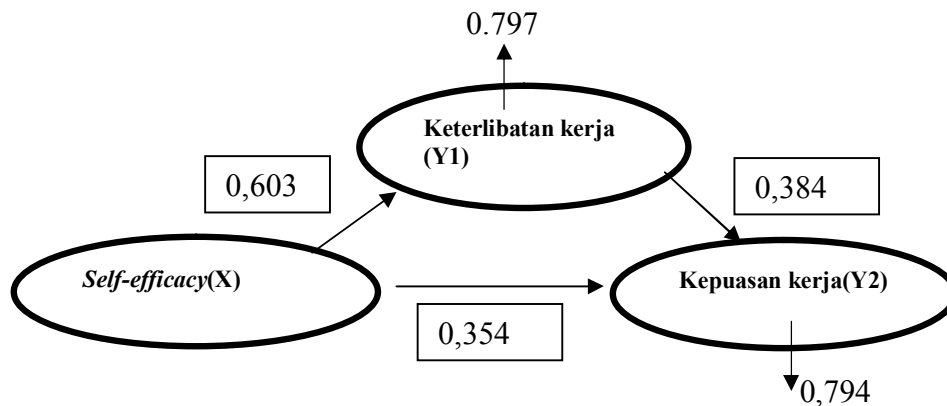 0.797
Keterlibatan kerja
(Y1)
0,603
0,384
Self-efficacy(X)
Kepuasan kerja(Y2)
0,354
0,794